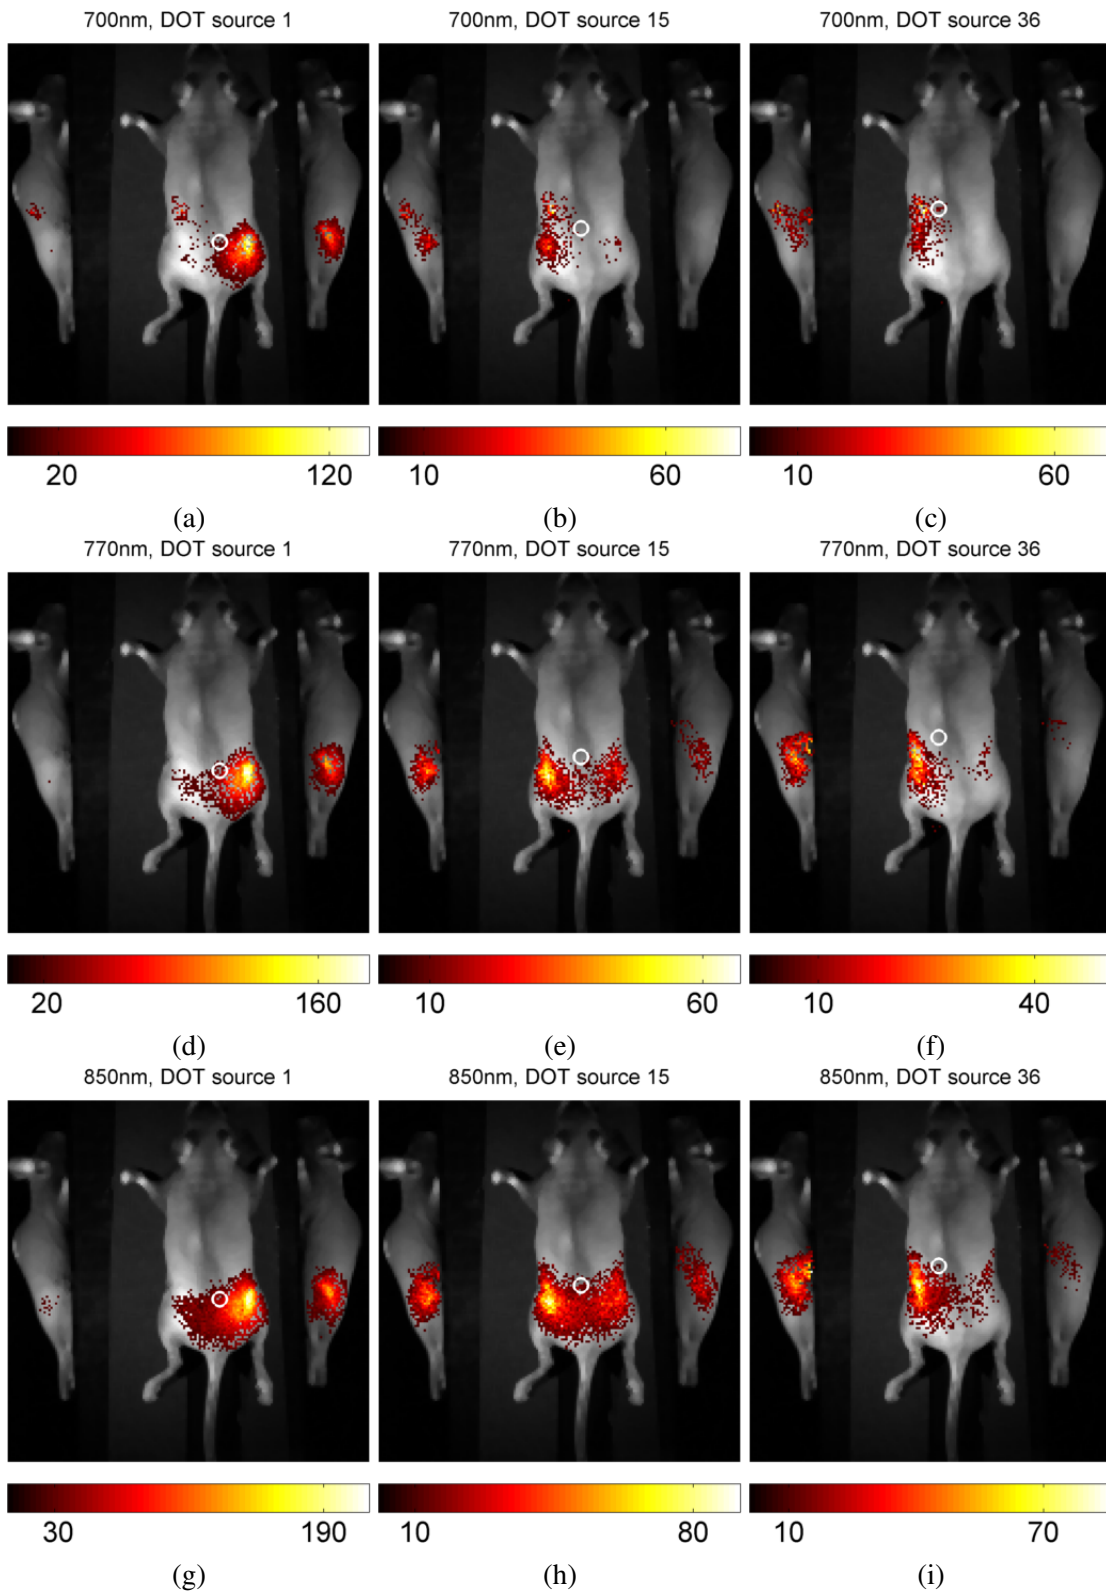 700nm, DOT source 1 700nm, DOT source 15 700nm, DOT source 36
20 120 10 60 10 60
(a) (b) (c)
770nm, DOT source 1 770nm, DOT source 15 770nm, DOT source 36
20 160 10 60 10 40
(d) (e) (f)
850nm, DOT source 1 850nm, DOT source 15 850nm, DOT source 36
30 190 10 80 10 70
(g) (h) (i)